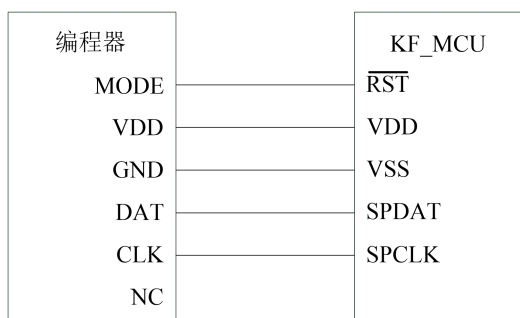 编程器
MODE
VDD
GND
DAT
CLK
NC
KF_MCU
RST
VDD
VSS
SPDAT
SPCLK